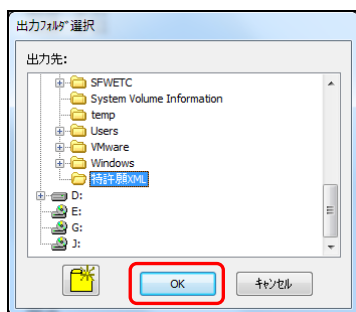 出力ﾌｫﾙﾀﾞ選択
出力先:
SFWETC
System Volume Information
temp
Users
VMware
Windows
特許願XML
D:
E:
G:
J:
OK
ｷｬﾝｾﾙ